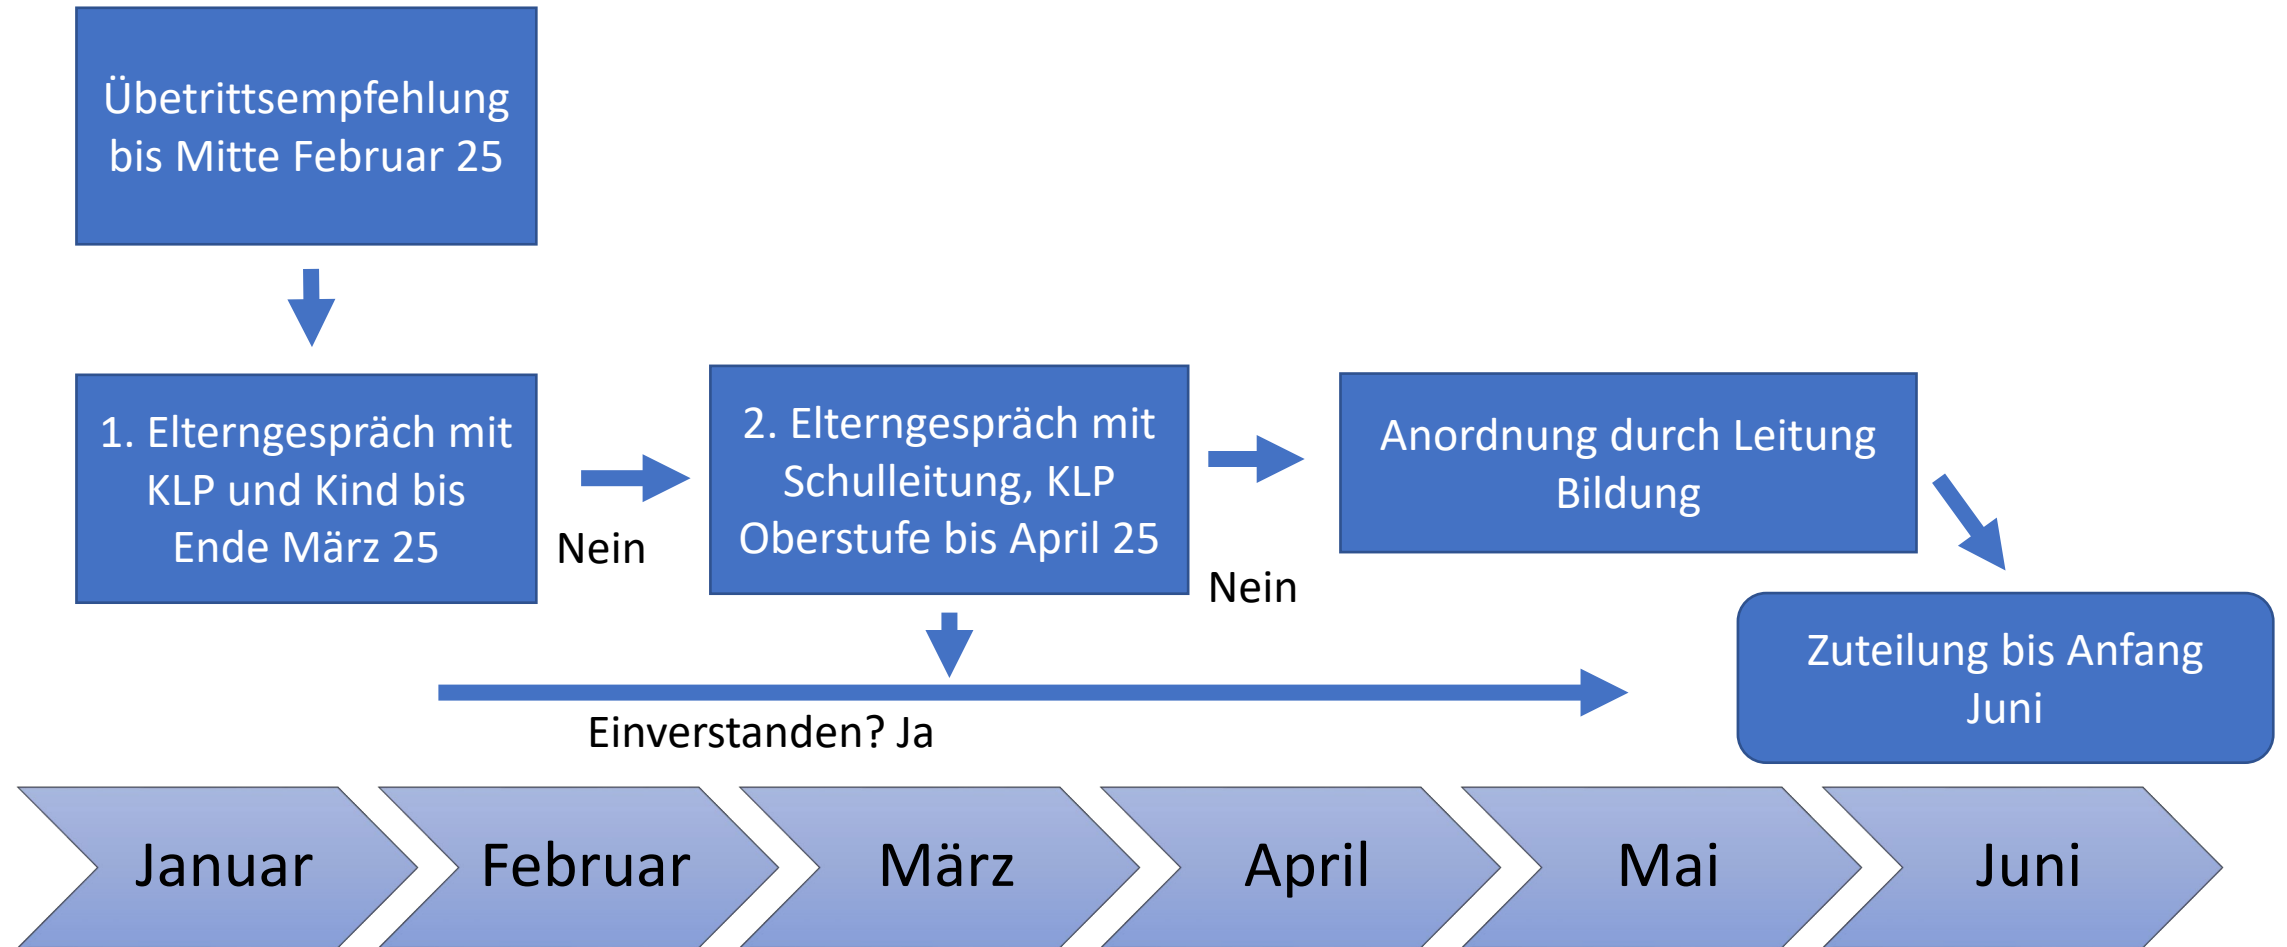 Übetrittsempfehlung
bis Mitte Februar 25
1. Elterngespräch mit
KLP und Kind bis
Ende März 25
Nein
2. Elterngespräch mit
Schulleitung, KLP
Oberstufe bis April 25
Nein
Anordnung durch Leitung
Bildung
Zuteilung bis Anfang
Juni
Einverstanden? Ja
Januar
Februar
März
April
Mai
Juni